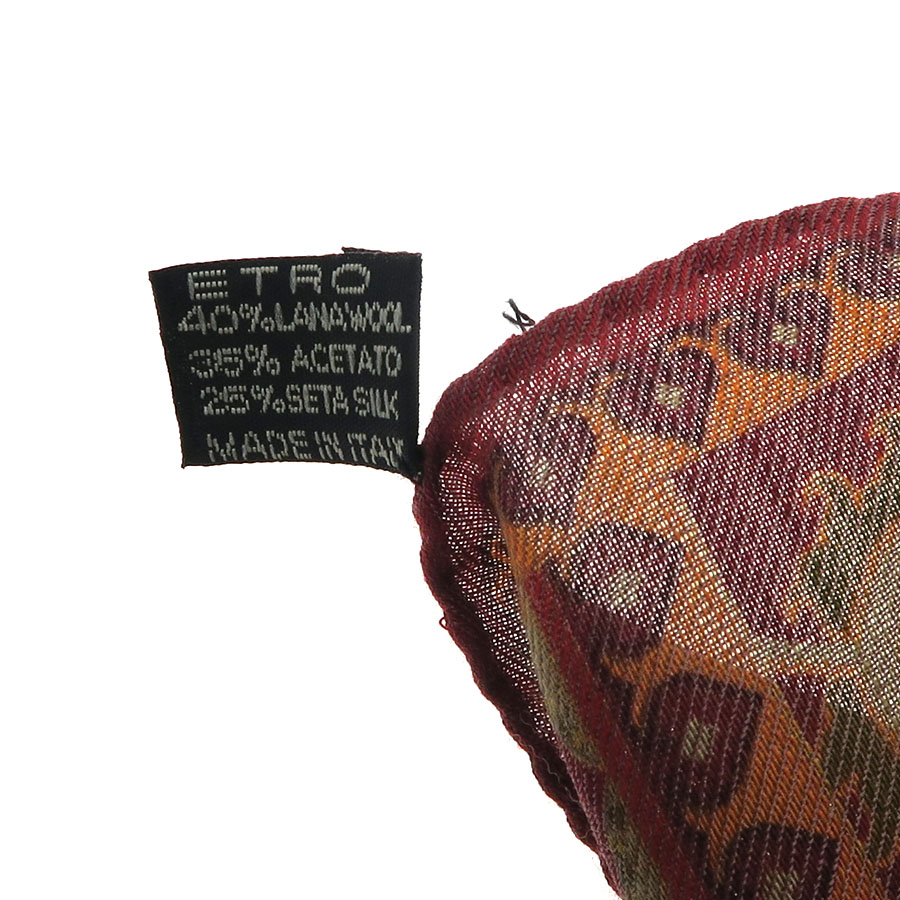 ETRO
40%LANA.WOOL
35% ACETATO
25%SETA SILK
MADE IN ITALY